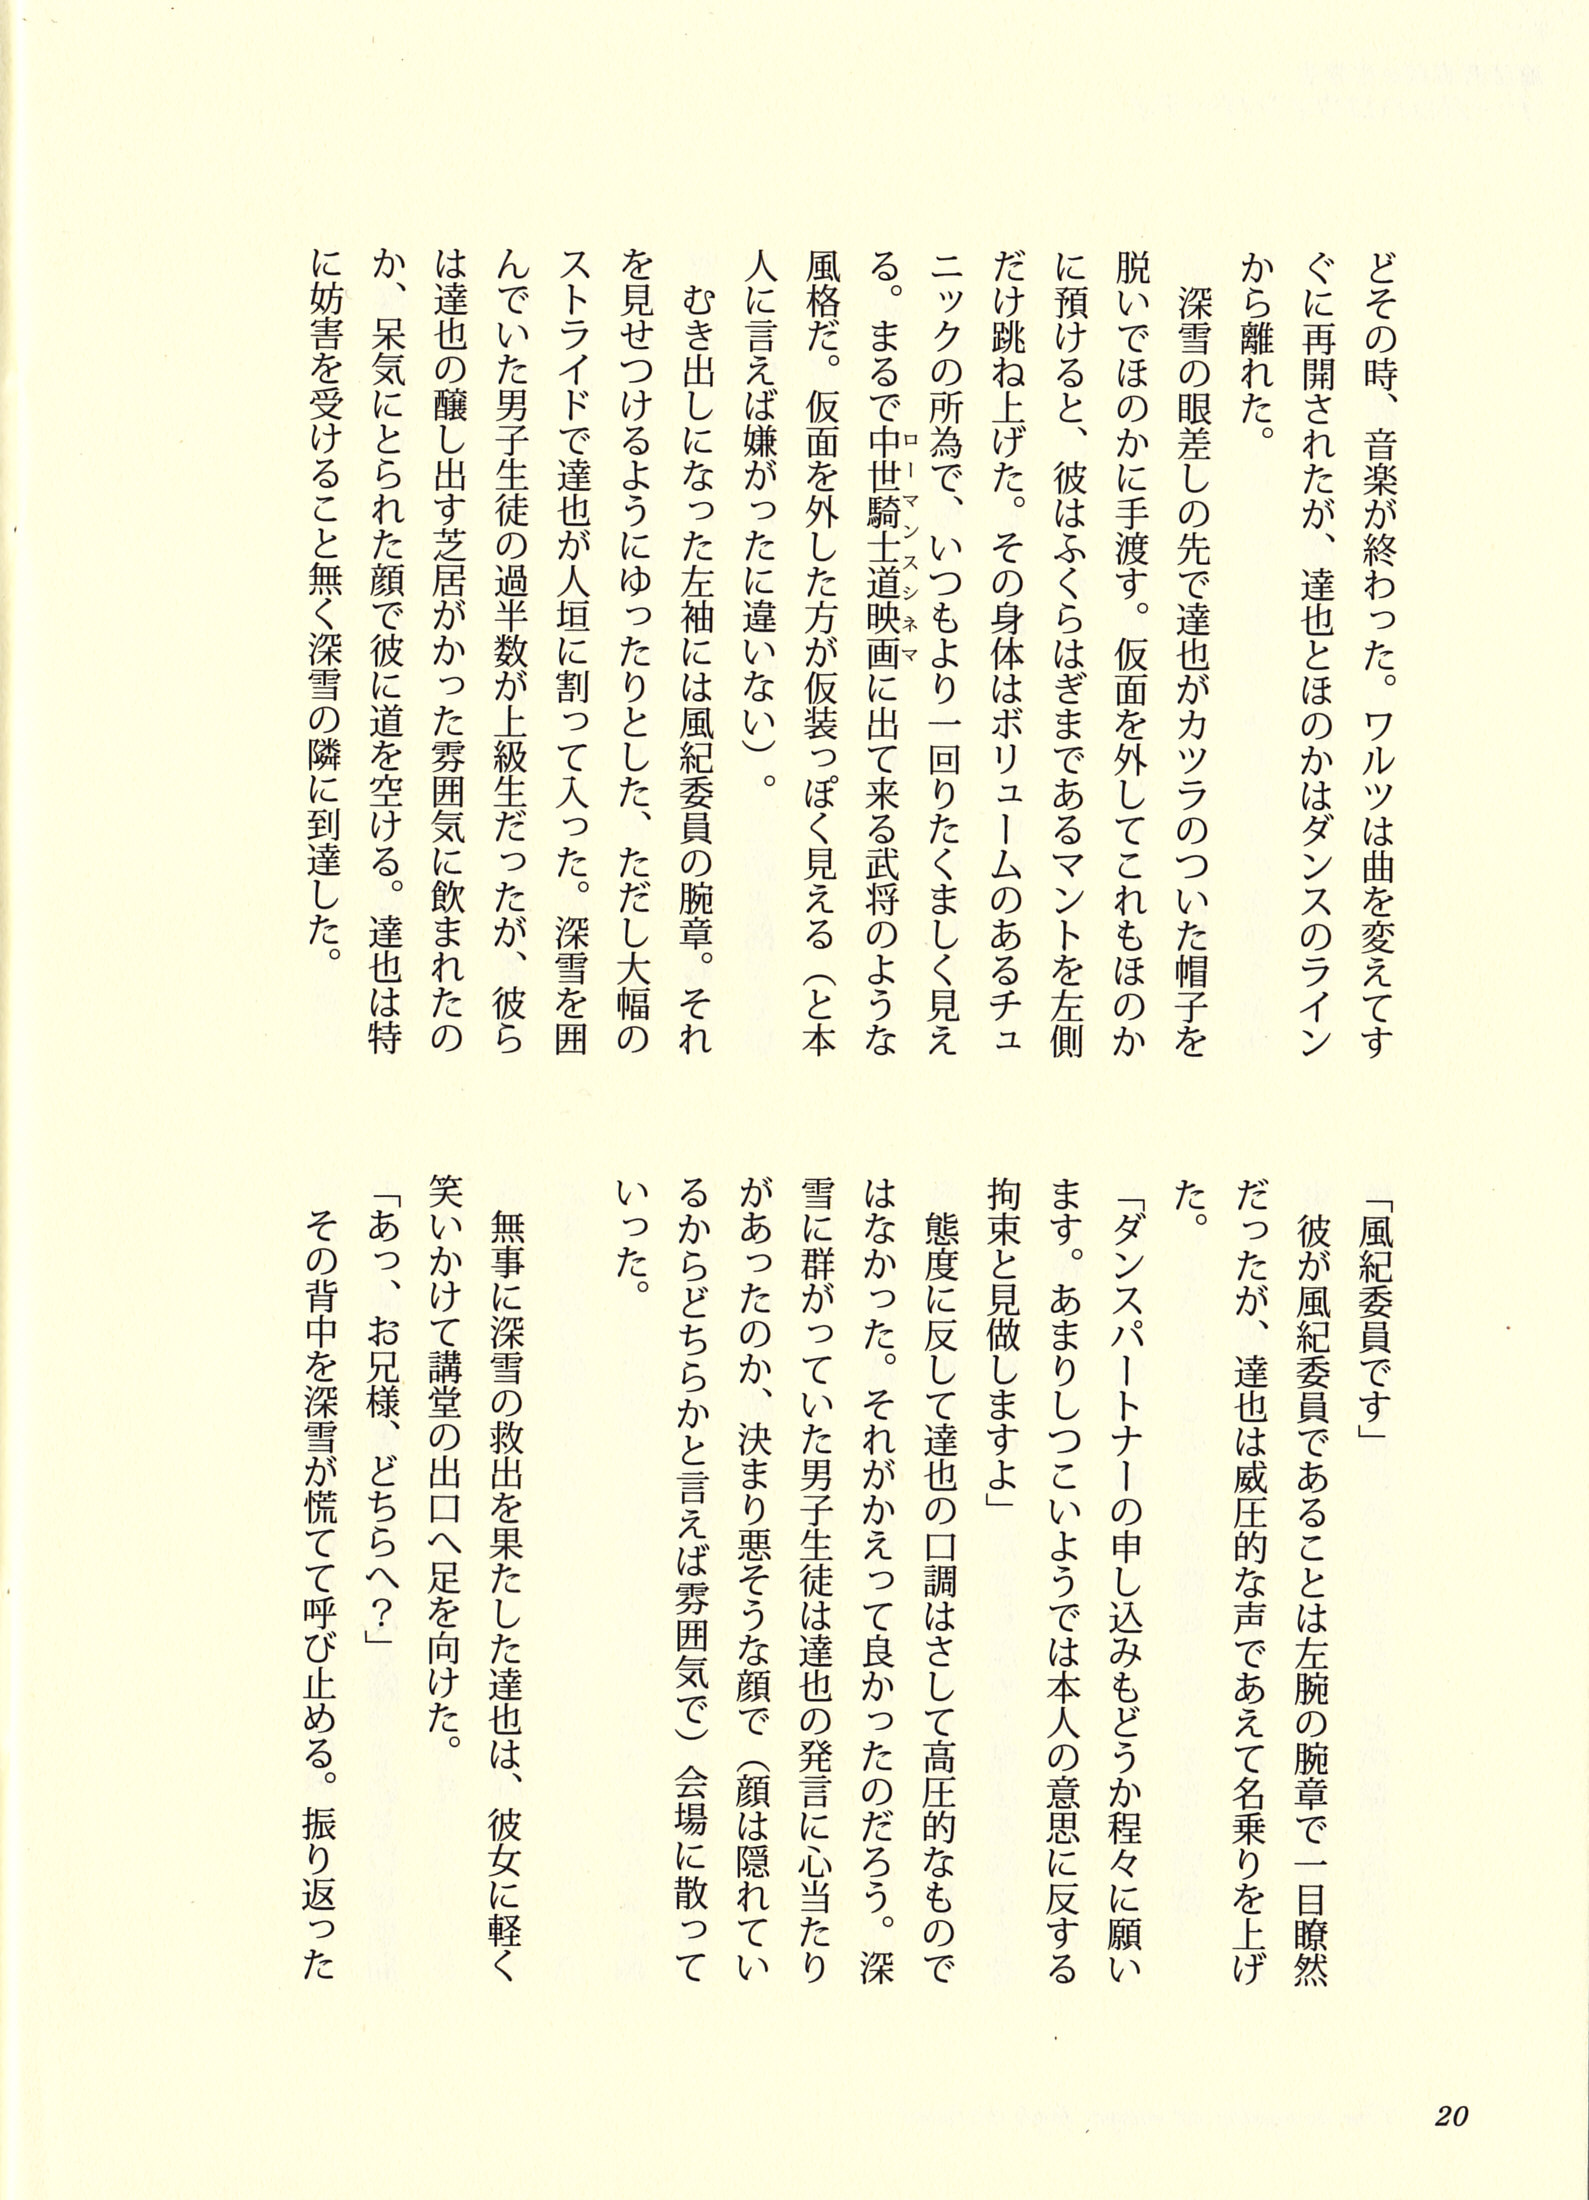 どその時、音楽が終わった。ワルツは曲を変えてす
ぐに再開されたが、達也とほのかはダンスのライン
から離れた。
　深雪の眼差しの先で達也がカツラのついた帽子を
脱いでほのかに手渡す。仮面を外してこれもほのか
に預けると、彼はふくらはぎまであるマントを左側
だけ跳ね上げた。その身体はボリュームのあるチュ
ニックの所為で、いつもより一回りたくましく見え
る。まるで中世騎士道映画に出て来る武将のような
ローマンスシネマ
風格だ。仮面を外した方が仮装っぽく見える（と本
人に言えば嫌がったに違いない）。
　むき出しになった左袖には風紀委員の腕章。それ
を見せつけるようにゆったりとした、ただし大幅の
ストライドで達也が人垣に割って入った。深雪を囲
んでいた男子生徒の過半数が上級生だったが、彼ら
は達也の醸し出す芝居がかった雰囲気に飲まれたの
か、呆気にとられた顔で彼に道を空ける。達也は特
に妨害を受けること無く深雪の隣に到達した。
「風紀委員です」
　彼が風紀委員であることは左腕の腕章で一目瞭然
だったが、達也は威圧的な声であえて名乗りを上げ
た。
「ダンスパートナーの申し込みもどうか程々に願い
ます。あまりしつこいようでは本人の意思に反する
拘束と見做しますよ」
　態度に反して達也の口調はさして高圧的なもので
はなかった。それがかえって良かったのだろう。深
雪に群がっていた男子生徒は達也の発言に心当たり
があったのか、決まり悪そうな顔で（顔は隠れてい
るからどちらかと言えば雰囲気で）会場に散って
いった。
　無事に深雪の救出を果たした達也は、彼女に軽く
笑いかけて講堂の出口へ足を向けた。
「あっ、お兄様、どちらへ？」
　その背中を深雪が慌てて呼び止める。振り返った
20